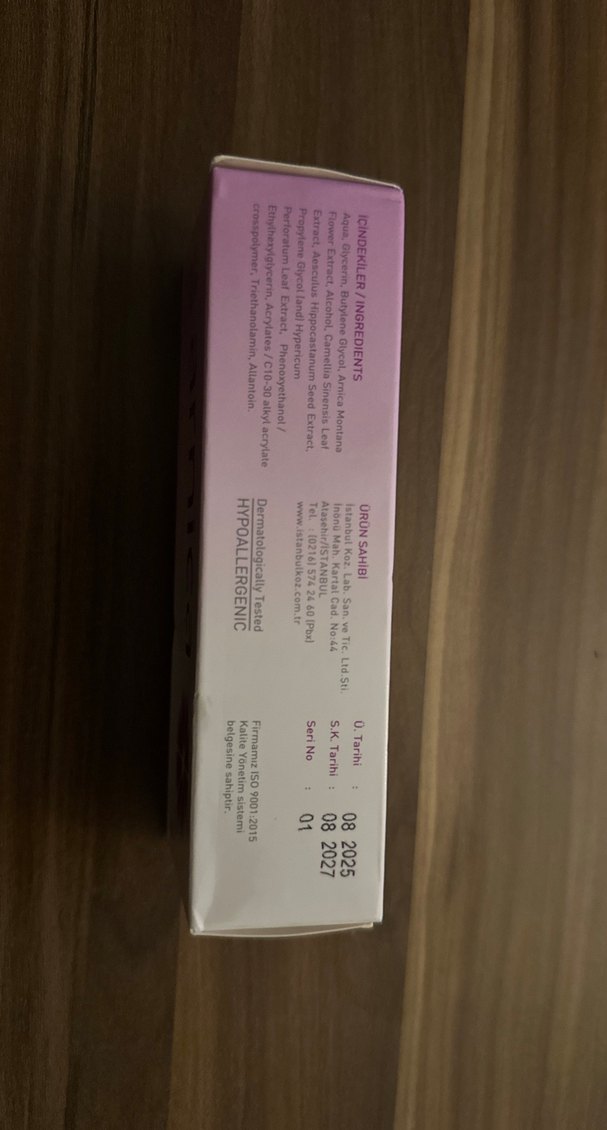 İÇİNDEKİLER / INGREDIENTS
Aqua, Glycerin, Butylene Glycol, Arnica Montana
Flower Extract, Alcohol, Camellia Sinensis Leaf
Extract, Aesculus Hippocastanum Seed Extract,
Propylene Glycol (and) Hypericum
Perforatum Leaf Extract, Phenoxyethanol /
Ethylhexylglycerin, Acrylates / C10-30 alkyl acrylate
crosspolymer, Triethanolamin, Allantoin.
ÜRÜN SAHİBİ
İstanbul Koz. Lab. San. ve Tic. Ltd.Şti.
İnönü Mah. Kartal Cad. No:44
Ataşehir/İSTANBUL
Tel. : (0216) 574 24 60 (Pbx)
www.istanbulkoz.com.tr
Dermatologically Tested
HYPOALLERGENIC
Ü. Tarihi : 08 2025
S.K. Tarihi : 08 2027
Seri No : 01
Firmamız ISO 9001:2015
Kalite Yönetim sistemi
belgesine sahiptir.